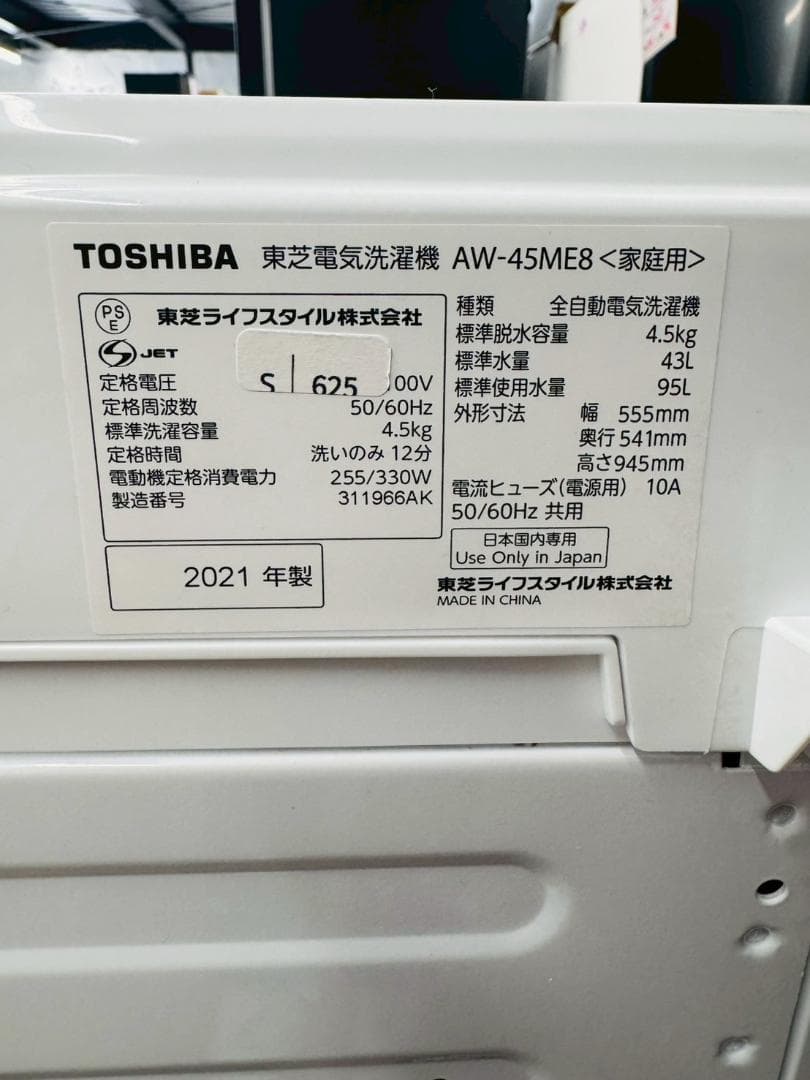 TOSHIBA 東芝電気洗濯機 AW-45ME8<家庭用>
PS
E
東芝ライフスタイル株式会社
S JET
S 625
定格電圧 00V
定格周波数 50/60Hz
標準洗濯容量 4.5kg
定格時間 洗いのみ 12分
電動機定格消費電力 255/330W
製造番号 311966AK
2021 年製
種類 全自動電気洗濯機
標準脱水容量 4.5kg
標準水量 43L
標準使用水量 95L
外形寸法 幅 555mm
奥行 541mm
高さ 945mm
電流ヒューズ(電源用) 10A
50/60Hz 共用
日本国内専用
Use Only in Japan
東芝ライフスタイル株式会社
MADE IN CHINA